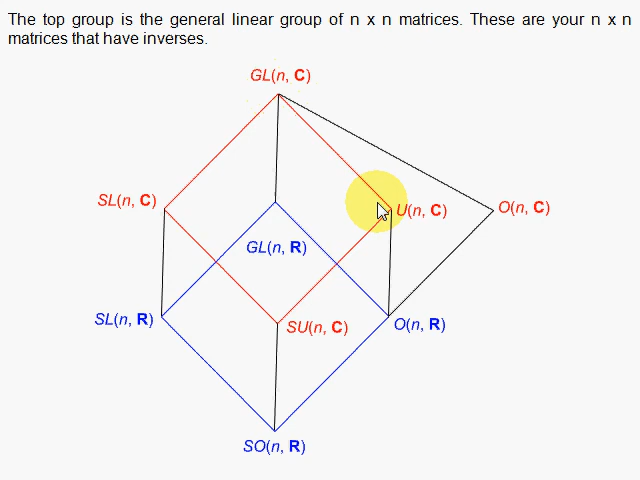 The top group is the general linear group of n x n matrices. These are your n x n
matrices that have inverses.
GL(n, C)
SL(n, C)
U(n, C)
O(n, C)
GL(n, R)
SL(n, R)
SU(n, C)
O(n, R)
SO(n, R)